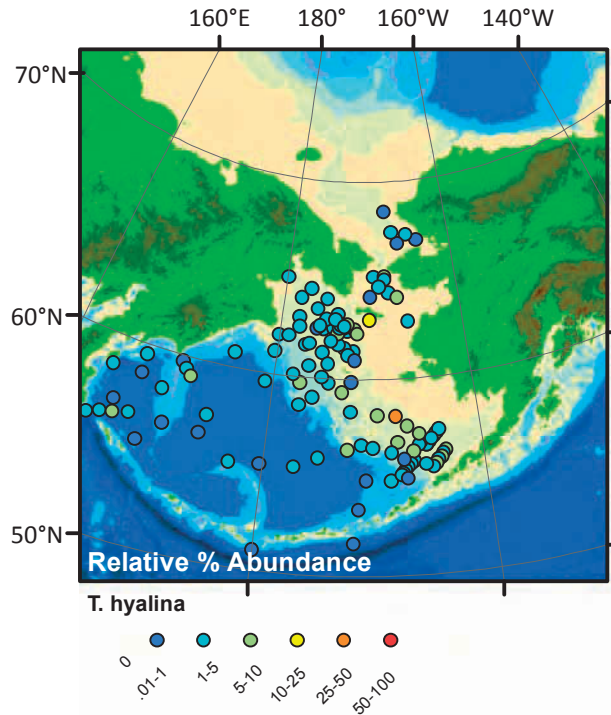 160°E 180° 160°W 140°W
70°N
60°N
50°N
Relative % Abundance
T. hyalina
0 .01-1 1-5 5-10 10-25 25-50 50-100